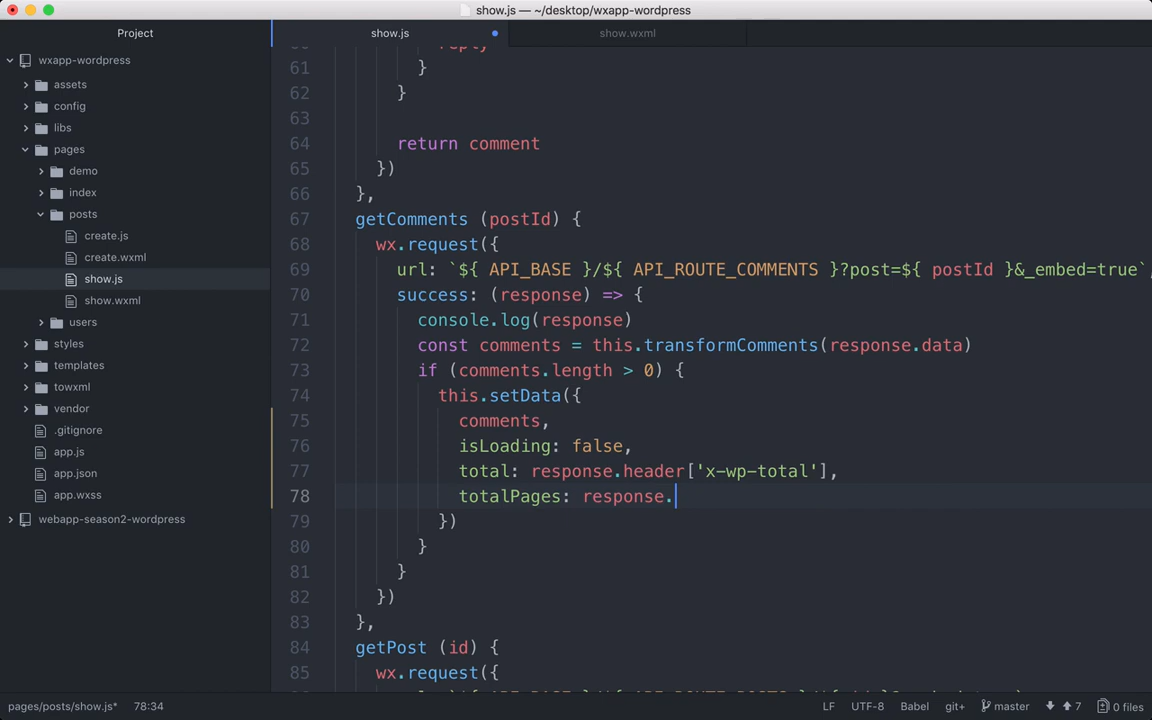 show.js — ~/desktop/wxapp-wordpress
Project
show.js
show.wxml
wxapp-wordpress
assets
config
libs
pages
demo
index
posts
create.js
create.wxml
show.js
show.wxml
users
styles
templates
towxml
vendor
.gitignore
app.js
app.json
app.wxss
webapp-season2-wordpress
60 reply
61 }
62 }
63
64 return comment
65 })
66 },
67 getComments (postId) {
68 wx.request({
69 url: `${ API_BASE }/${ API_ROUTE_COMMENTS }?post=${ postId }&_embed=true`,
70 success: (response) => {
71 console.log(response)
72 const comments = this.transformComments(response.data)
73 if (comments.length > 0) {
74 this.setData({
75 comments,
76 isLoading: false,
77 total: response.header['x-wp-total'],
78 totalPages: response.
79 })
80 }
81 }
82 })
83 },
84 getPost (id) {
85 wx.request({
pages/posts/show.js* 78:34
LF UTF-8 Babel git+ master 7 0 files